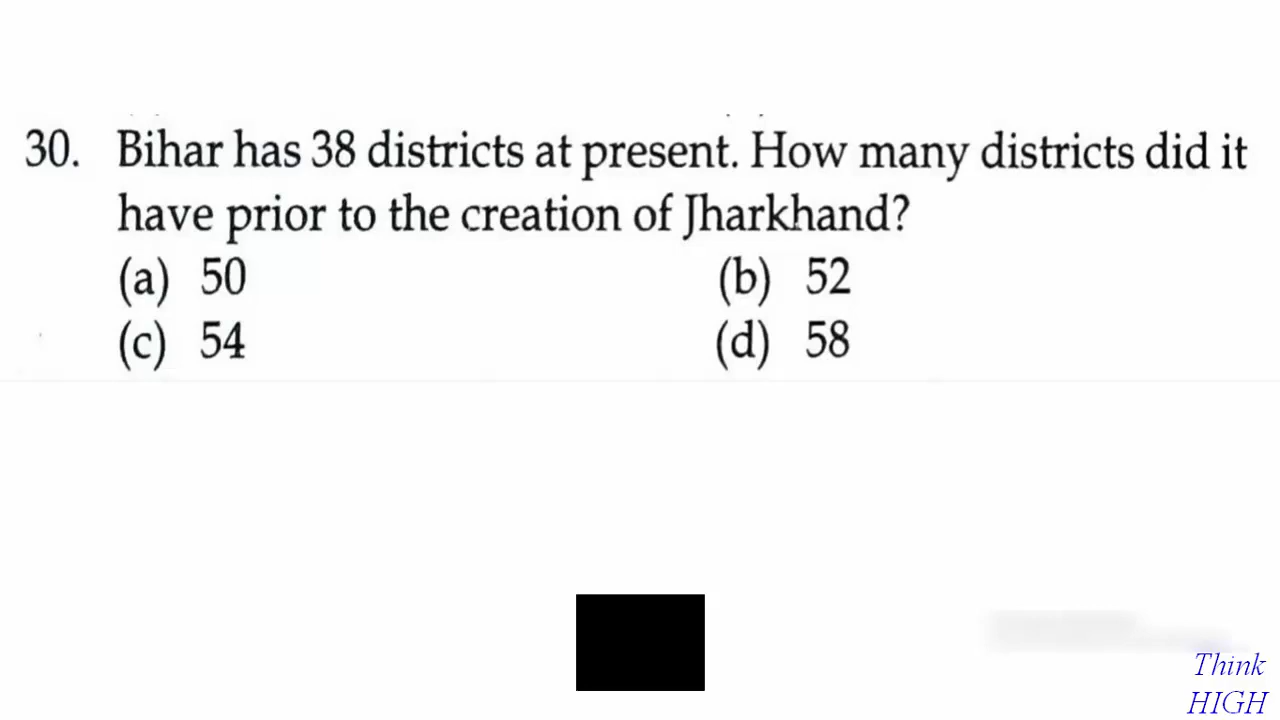 30. Bihar has 38 districts at present. How many districts did it
have prior to the creation of Jharkhand?
(a) 50 (b) 52
(c) 54 (d) 58
Think
HIGH